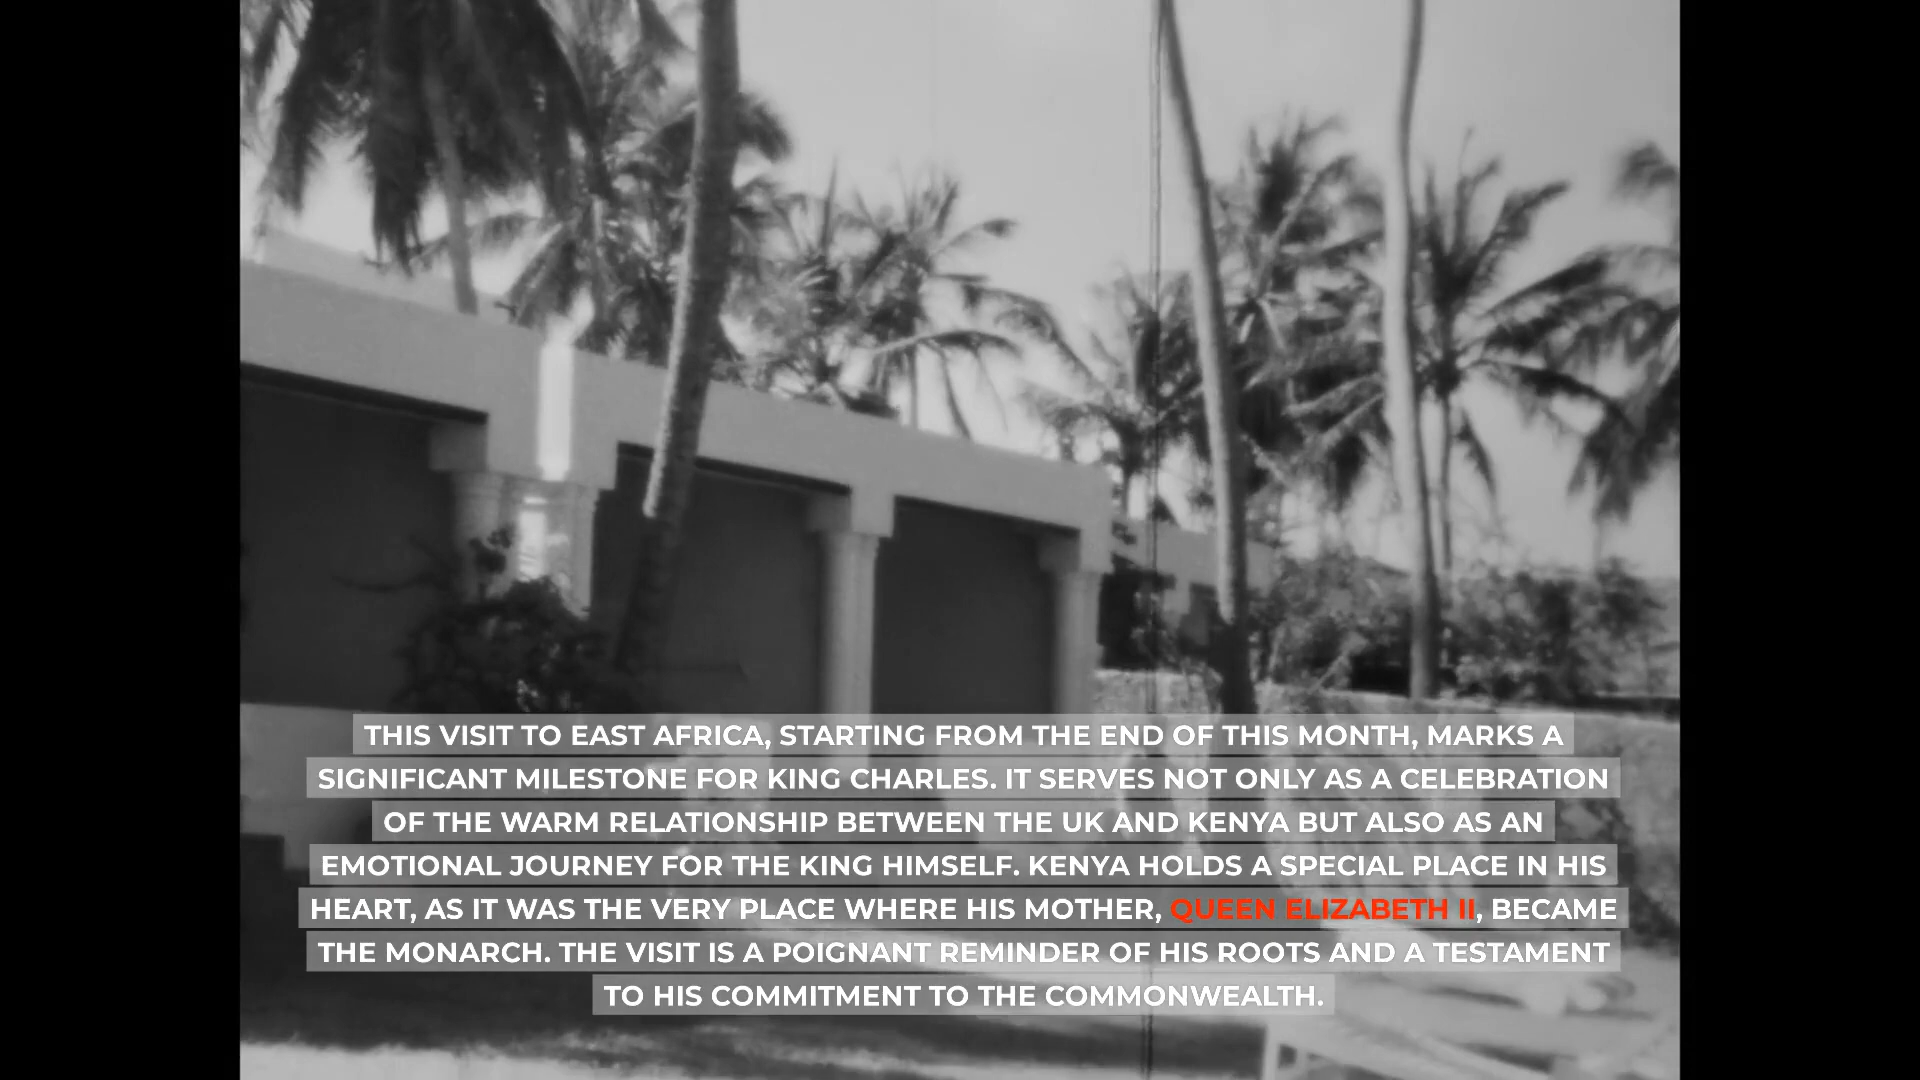 THIS VISIT TO EAST AFRICA, STARTING FROM THE END OF THIS MONTH, MARKS A
SIGNIFICANT MILESTONE FOR KING CHARLES. IT SERVES NOT ONLY AS A CELEBRATION
OF THE WARM RELATIONSHIP BETWEEN THE UK AND KENYA BUT ALSO AS AN
EMOTIONAL JOURNEY FOR THE KING HIMSELF. KENYA HOLDS A SPECIAL PLACE IN HIS
HEART, AS IT WAS THE VERY PLACE WHERE HIS MOTHER, QUEEN ELIZABETH II, BECAME
THE MONARCH. THE VISIT IS A POIGNANT REMINDER OF HIS ROOTS AND A TESTAMENT
TO HIS COMMITMENT TO THE COMMONWEALTH.